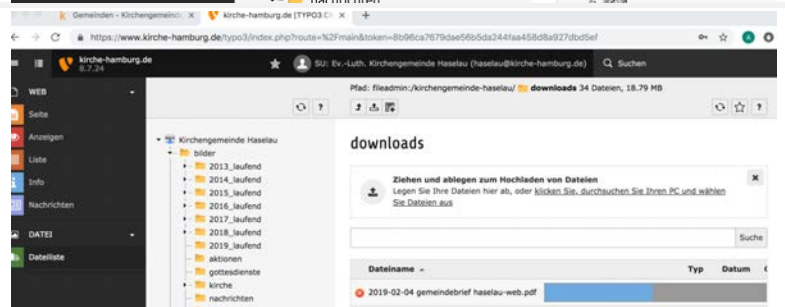 nachrichten
Gemeinden - Kirchengemeinde
kirche-hamburg.de [TYPO3 CM
https://www.kirche-hamburg.de/typo3/index.php?route=%2Fmain&token=8b96ca7679dae56b5da244faa458d8a927dbd5ef
kirche-hamburg.de
8.7.24
SU: Ev.-Luth. Kirchengemeinde Haselau (haselau@kirche-hamburg.de)
Suchen
WEB
Seite
Anzeigen
Liste
Info
Nachrichten
DATEI
Dateiliste
Kirchengemeinde Haselau
bilder
2013_laufend
2014_laufend
2015_laufend
2016_laufend
2017_laufend
2018_laufend
2019_laufend
aktionen
gottesdienste
kirche
nachrichten
Pfad: fileadmin:/kirchengemeinde-haselau/ downloads 34 Dateien, 18.79 MB
downloads
Ziehen und ablegen zum Hochladen von Dateien
Legen Sie Ihre Dateien hier ab, oder klicken Sie, durchsuchen Sie Ihren PC und wählen
Sie Dateien aus
Suche
Dateiname Typ Datum
2019-02-04 gemeindebrief haselau-web.pdf